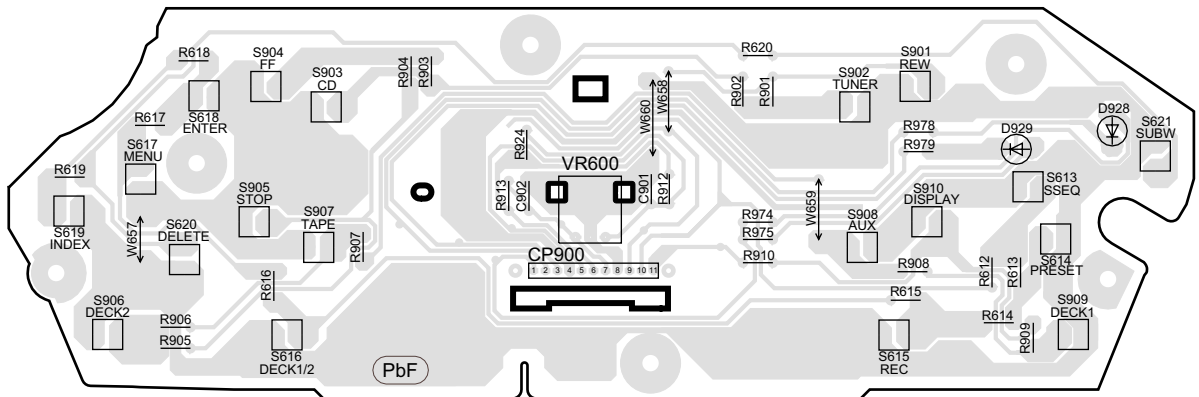 R618
S904
FF
S903
CD
R904
R903
R620
S901
REW
S902
TUNER
R902
R901
W658
W660
S618
ENTER
R617
S617
MENU
R619
S619
INDEX
W657
S620
DELETE
S905
STOP
S907
TAPE
R907
R616
R924
VR600
R913
C902
C901
R912
CP900
1 2 3 4 5 6 7 8 9 10 11
R978
R979
D929
D928
S621
SUBW
S613
SSEQ
S910
DISPLAY
W659
S908
AUX
R974
R975
R910
R908
R612
R613
S614
PRESET
R615
R614
R909
S909
DECK1
S906
DECK2
R906
R905
S616
DECK1/2
PbF
S615
REC